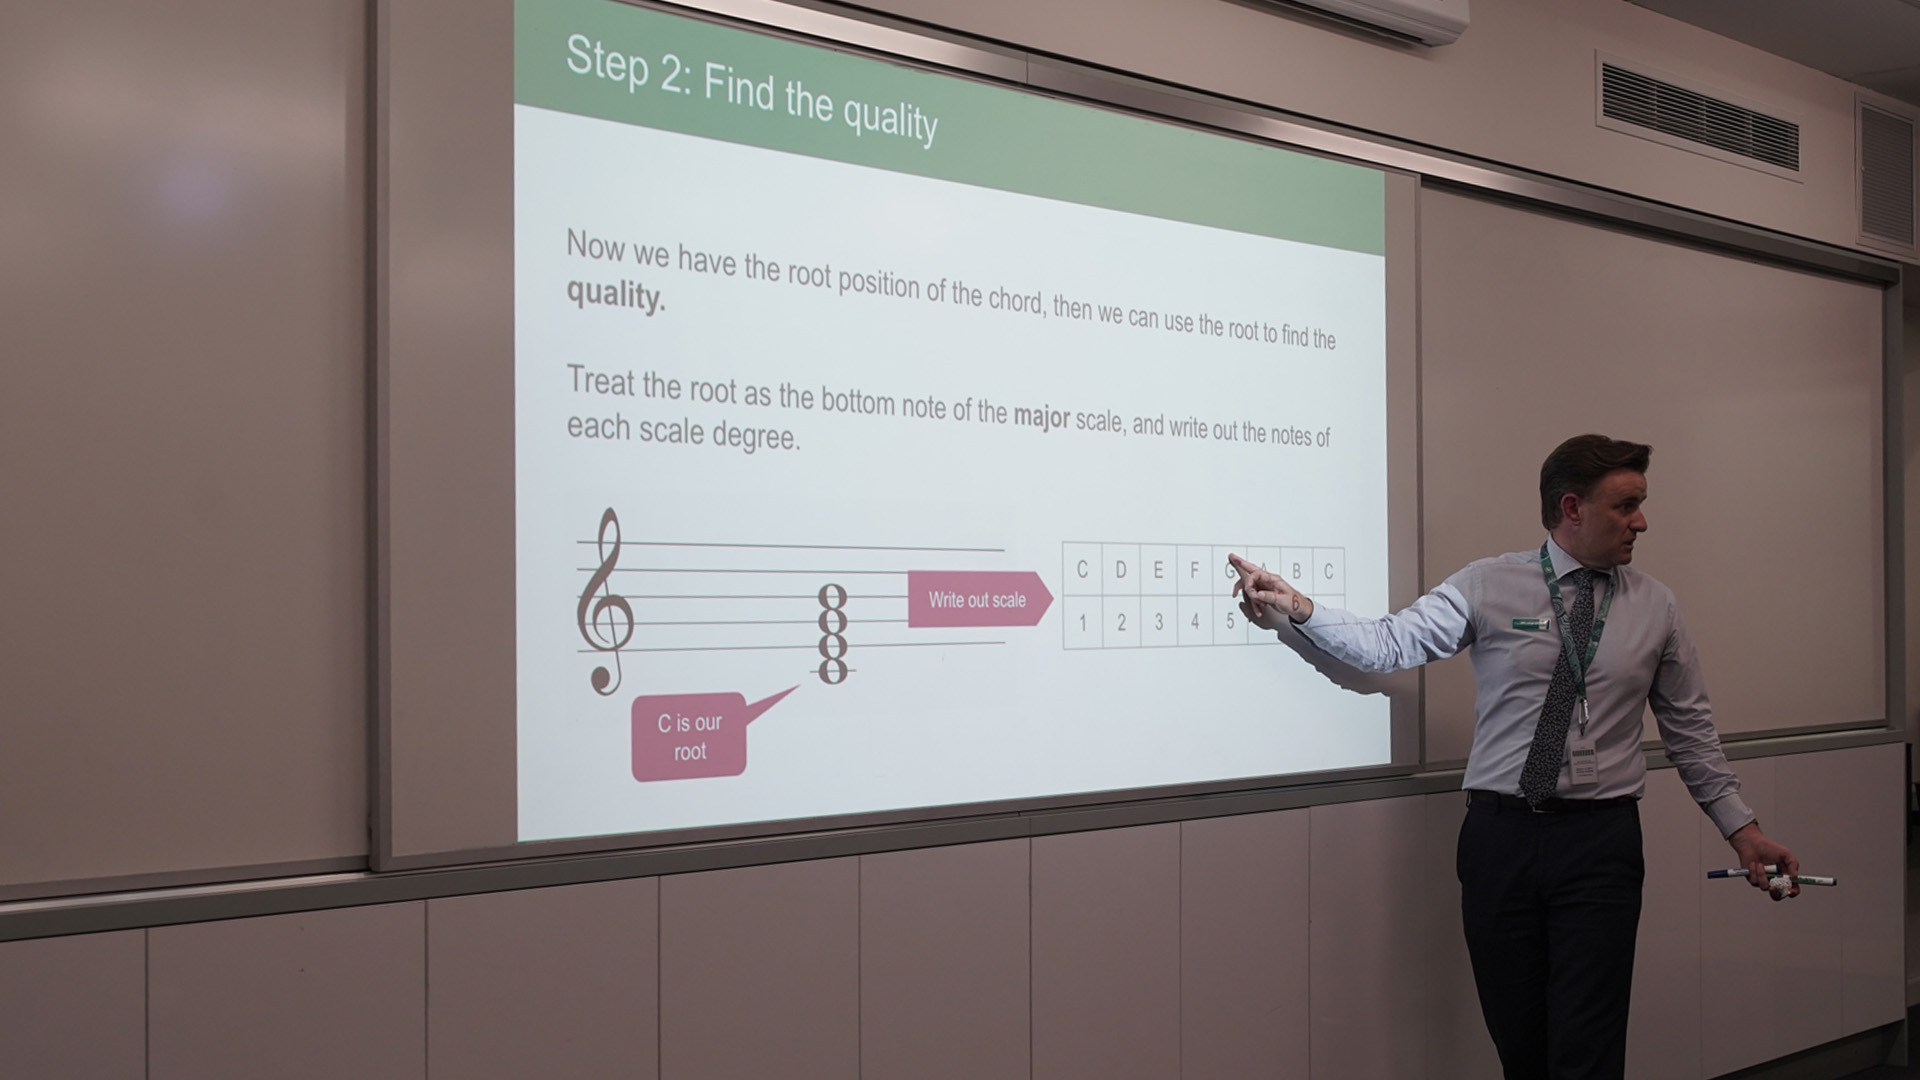 Step 2: Find the quality
Now we have the root position of the chord, then we can use the root to find the
quality.
Treat the root as the bottom note of the major scale, and write out the notes of
each scale degree.
Write out scale
C D E F G A B C
1 2 3 4 5 6
C is our
root